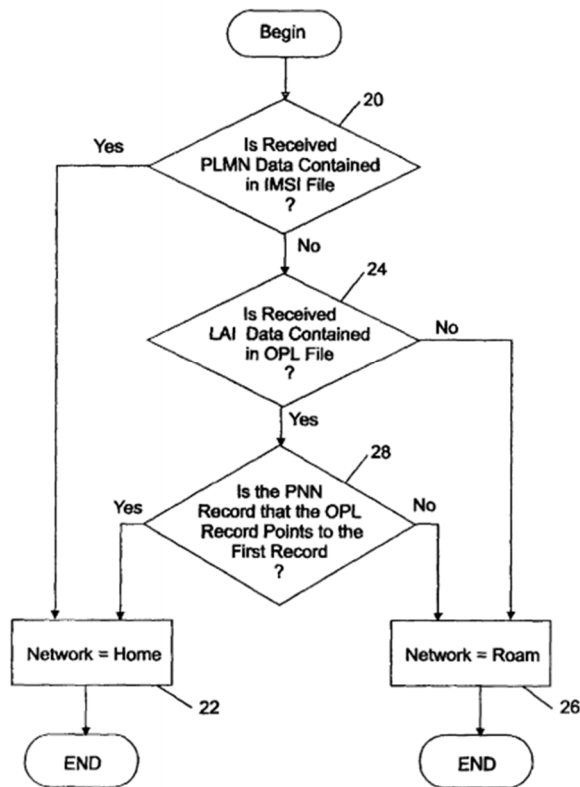 Begin
20
Yes
Is Received
PLMN Data Contained
in IMSI File
?
No
24
Is Received
LAI Data Contained
in OPL File
?
No
Yes
28
Yes
Is the PNN
Record that the OPL
Record Points to the
First Record
?
No
Network = Home
22
Network = Roam
26
END
END